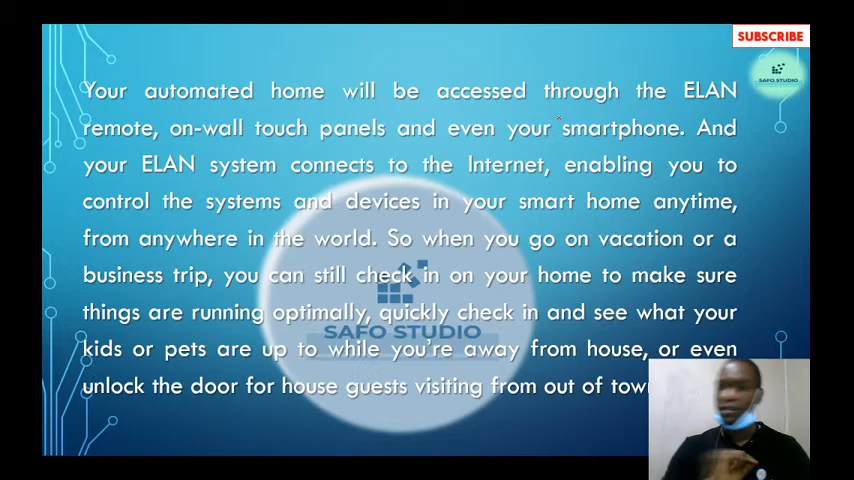 SUBSCRIBE
SAFO STUDIO
Your automated home will be accessed through the ELAN
remote, on-wall touch panels and even your smartphone. And
your ELAN system connects to the Internet, enabling you to
control the systems and devices in your smart home anytime,
from anywhere in the world. So when you go on vacation or a
business trip, you can still check in on your home to make sure
things are running optimally, quickly check in and see what your
SAFO STUDIO
kids or pets are up to while you're away from house, or even
unlock the door for house guests visiting from out of